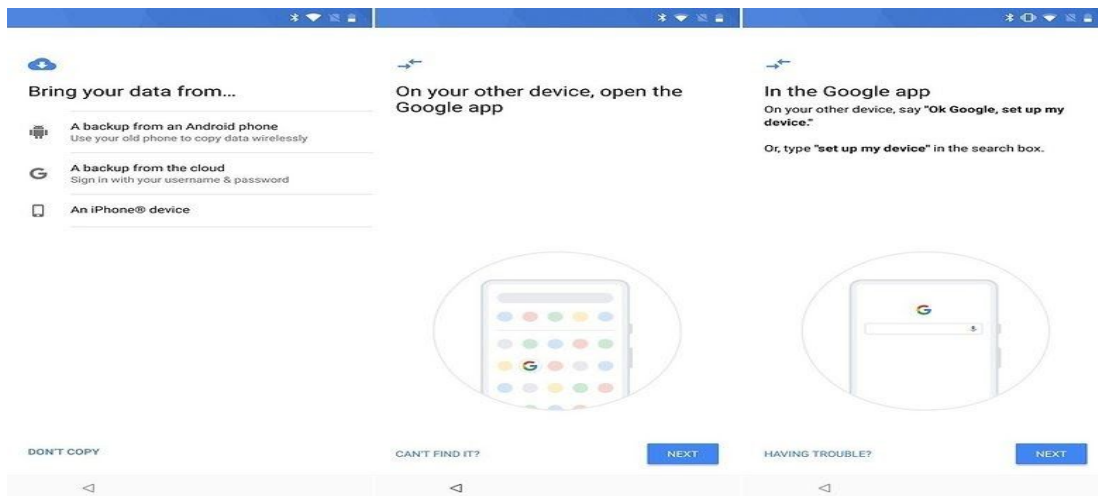 Bring your data from...
A backup from an Android phone
Use your old phone to copy data wirelessly
G
A backup from the cloud
Sign in with your username & password
An iPhone® device
DON'T COPY
On your other device, open the
Google app
G
CAN'T FIND IT?
NEXT
In the Google app
On your other device, say "Ok Google, set up my
device."
Or, type "set up my device" in the search box.
G
HAVING TROUBLE?
NEXT